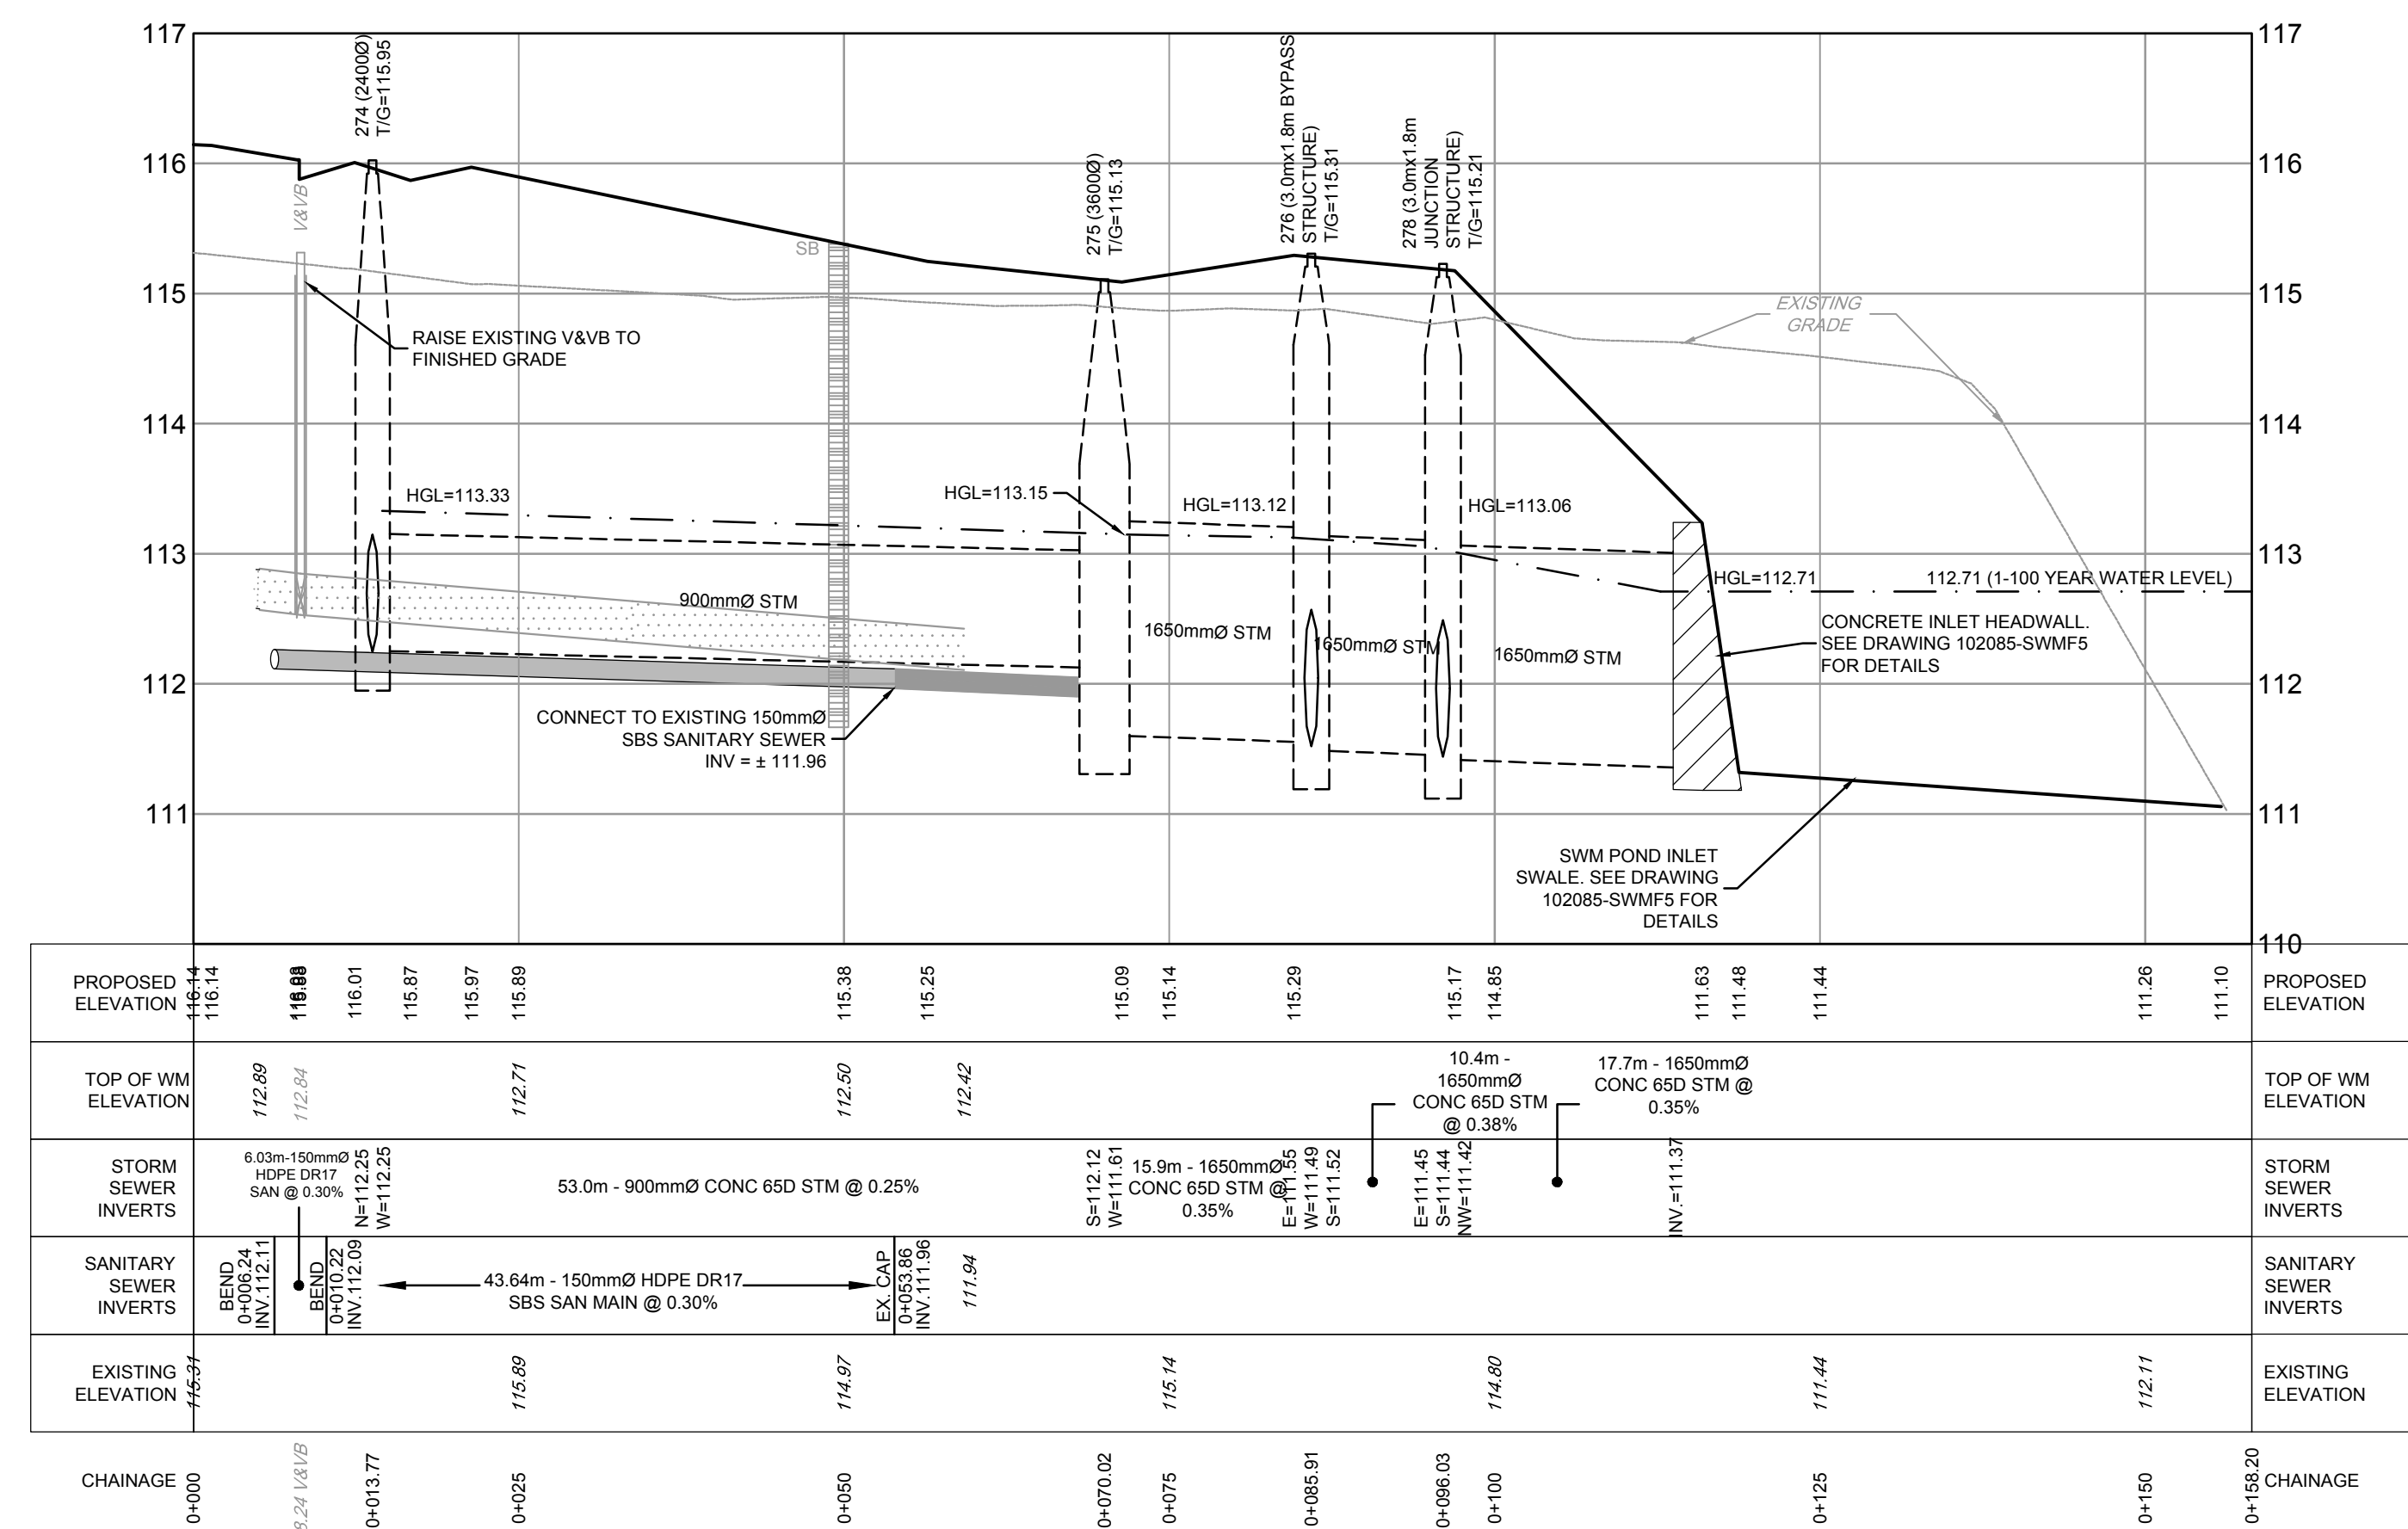 117
116
115
114
113
112
111
117
116
115
114
113
112
111
110
274 (2400Ø)
T/G=115.95
275 (3600Ø)
T/G=115.13
276 (3.0mx1.8m BYPASS
STRUCTURE)
T/G=115.31
278 (3.0mx1.8m
JUNCTION
STRUCTURE)
T/G=115.21
V&VB
SB
RAISE EXISTING V&VB TO
FINISHED GRADE
EXISTING
GRADE
HGL=113.33
HGL=113.15
HGL=113.12
HGL=113.06
HGL=112.71
112.71 (1-100 YEAR WATER LEVEL)
900mmØ STM
1650mmØ STM
1650mmØ STM
1650mmØ STM
CONCRETE INLET HEADWALL.
SEE DRAWING 102085-SWMF5
FOR DETAILS
CONNECT TO EXISTING 150mmØ
SBS SANITARY SEWER
INV = ± 111.96
SWM POND INLET
SWALE. SEE DRAWING
102085-SWMF5 FOR
DETAILS
PROPOSED
ELEVATION
116.14
116.14
116.01
115.87
115.97
115.89
115.38
115.25
115.09
115.14
115.29
115.17
114.85
111.63
111.48
111.44
111.26
111.10
PROPOSED
ELEVATION
TOP OF WM
ELEVATION
112.89
112.84
112.71
112.50
112.42
10.4m -
1650mmØ
CONC 65D STM
@ 0.38%
17.7m - 1650mmØ
CONC 65D STM @
0.35%
TOP OF WM
ELEVATION
STORM
SEWER
INVERTS
6.03m-150mmØ
HDPE DR17
SAN @ 0.30%
N=112.25
W=112.25
53.0m - 900mmØ CONC 65D STM @ 0.25%
S=112.12
W=111.61
15.9m - 1650mmØ
CONC 65D STM @
0.35%
E=111.55
W=111.49
S=111.52
E=111.45
S=111.44
NW=111.42
INV.=111.37
STORM
SEWER
INVERTS
SANITARY
SEWER
INVERTS
BEND
0+006.24
INV.112.11
BEND
0+010.22
INV.112.09
43.64m - 150mmØ HDPE DR17
SBS SAN MAIN @ 0.30%
EX. CAP
0+053.86
INV.111.96
111.94
SANITARY
SEWER
INVERTS
EXISTING
ELEVATION
115.31
115.89
114.97
115.14
114.80
111.44
112.11
EXISTING
ELEVATION
CHAINAGE
0+000
8.24 V&VB
0+013.77
0+025
0+050
0+070.02
0+075
0+085.91
0+096.03
0+100
0+125
0+150
0+158.20
CHAINAGE